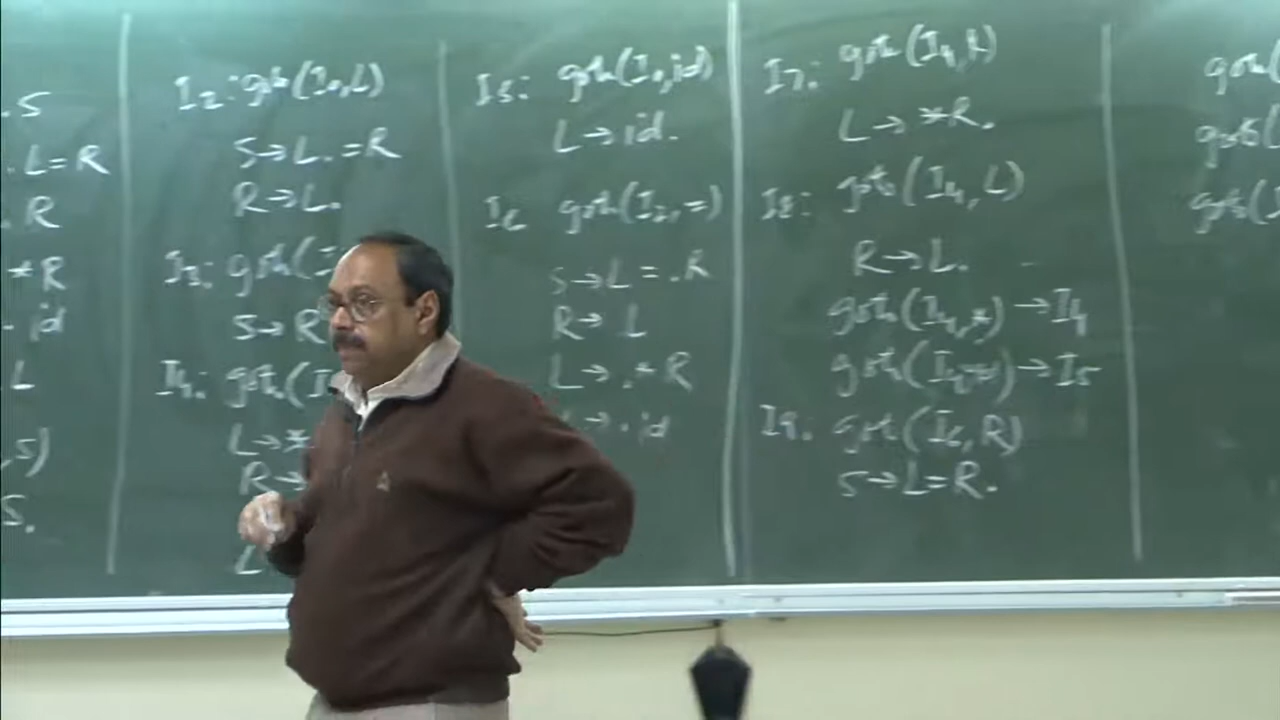 .S
. L=R
. R
*R
. id
. L
, S)
S.
I2: goto(I0,L)
S→L.=R
R→L.
I3: goto(I
S→R
I4: goto(I0
L→*
R→
L
I5: goto(I0,id)
L→id.
I6 goto(I2,=)
S→L=.R
R→ L
L→.*R
→.id
I7: goto(I4,R)
L→*R.
I8: goto(I4,L)
R→L.
goto(I4,*)→I4
goto(I4, )→I5
I9: goto(I6,R)
S→L=R.
goto(
goto(
goto(I